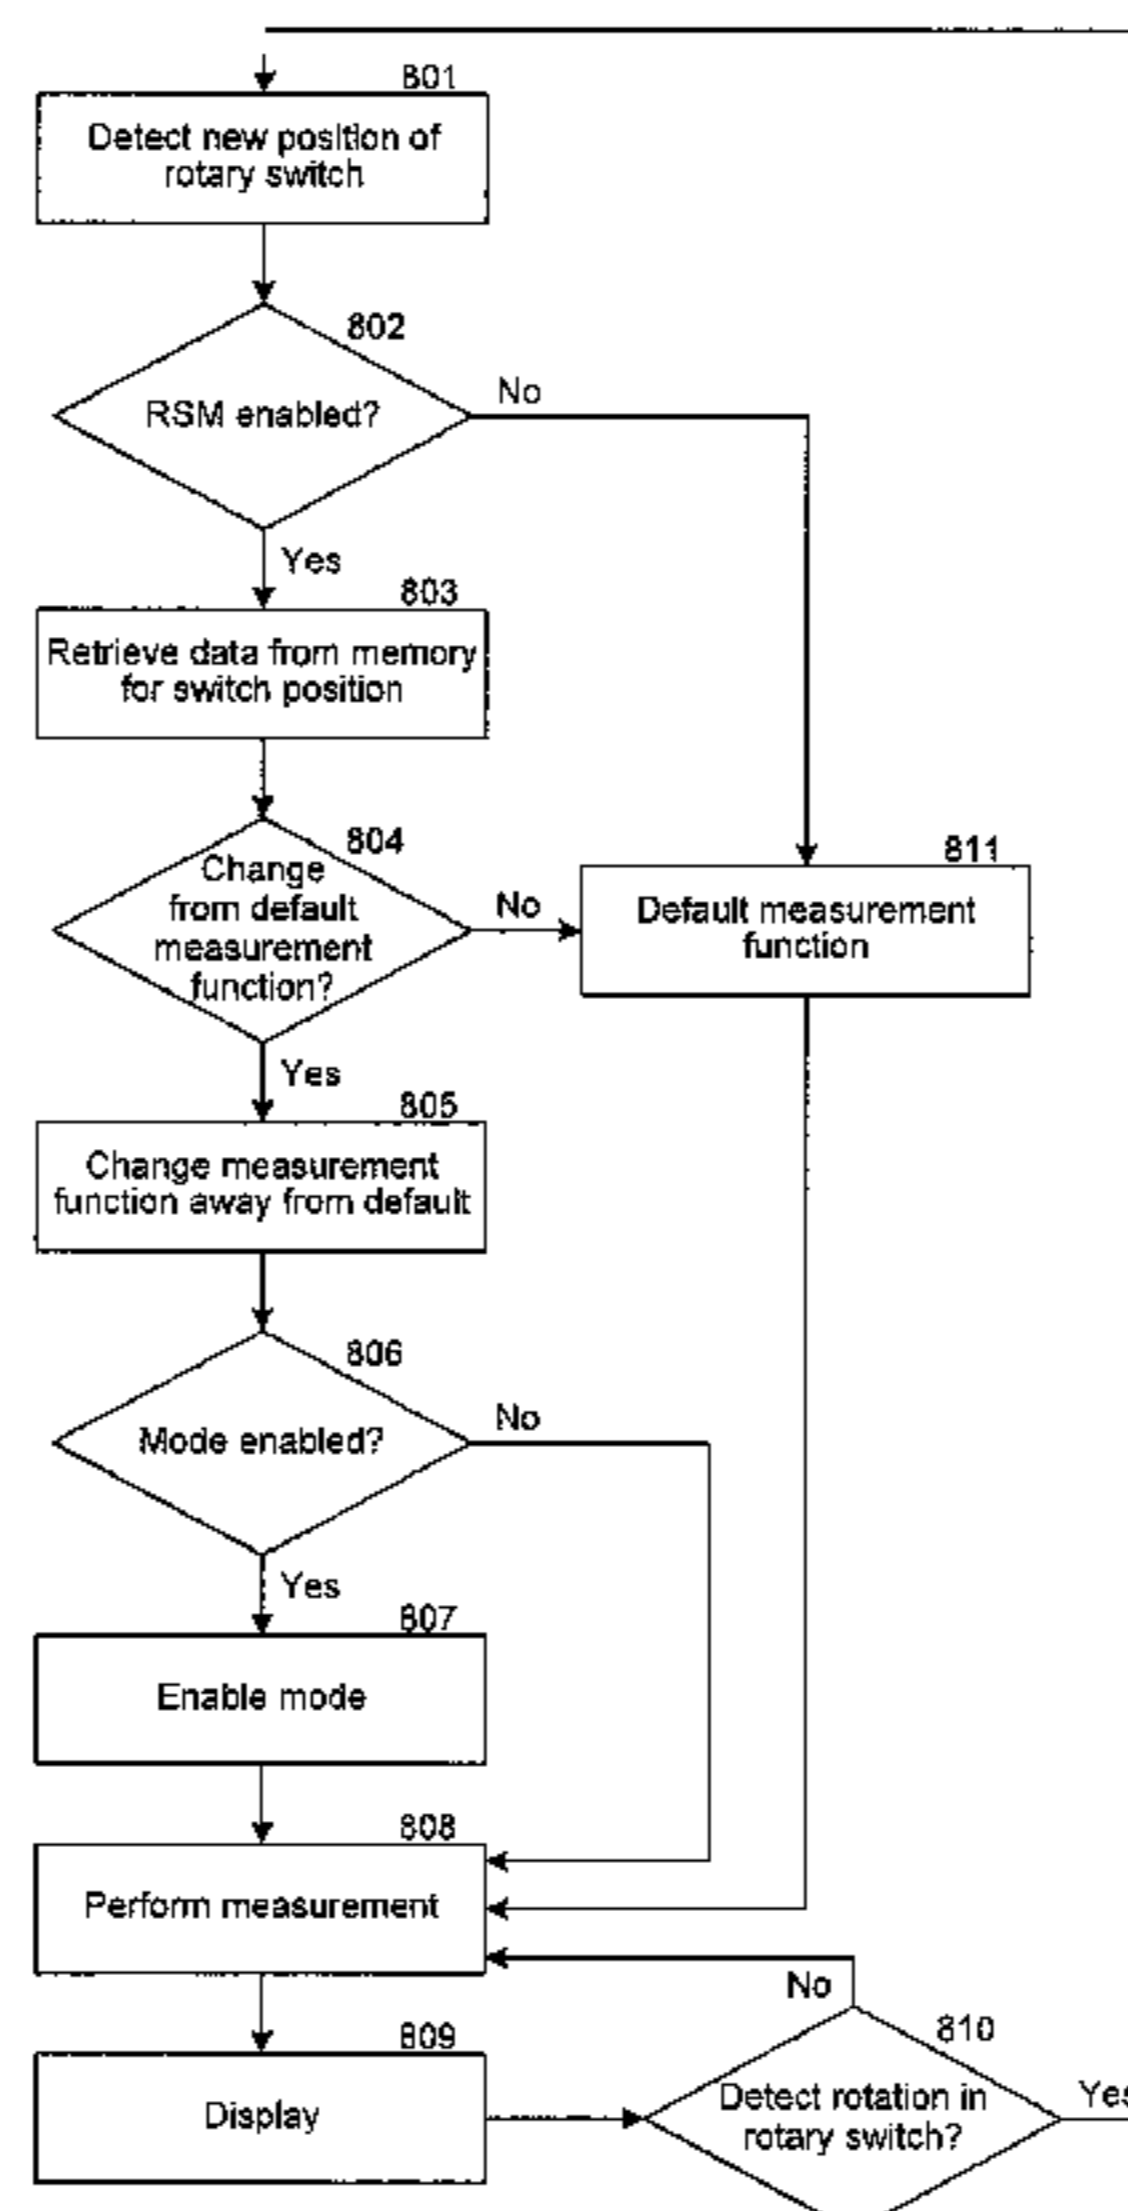 801
Detect new position of
rotary switch
802
RSM enabled?
No
Yes
803
Retrieve data from memory
for switch position
804
Change
from default
measurement
function?
No
811
Default measurement
function
Yes
805
Change measurement
function away from default
806
Mode enabled?
No
Yes
807
Enable mode
808
Perform measurement
No
809
Display
810
Detect rotation in
rotary switch?
Yes